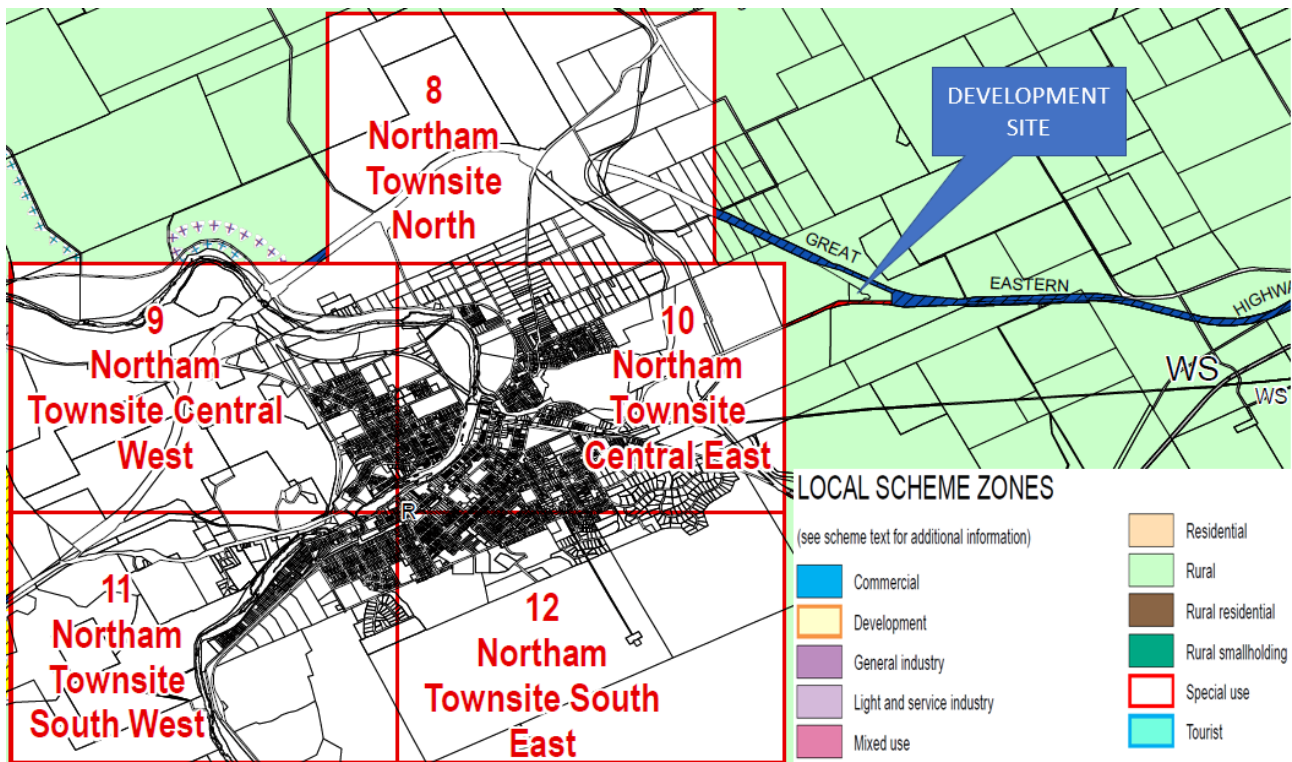 8
Northam
Townsite
North
DEVELOPMENT
SITE
GREAT
EASTERN
HIGHWA
9
Northam
Townsite Central
West
10
Northam
Townsite
Central East
WS
WS
R
11
Northam
Townsite
South West
12
Northam
Townsite South
East
LOCAL SCHEME ZONES
(see scheme text for additional information)
Commercial
Development
General industry
Light and service industry
Mixed use
Residential
Rural
Rural residential
Rural smallholding
Special use
Tourist